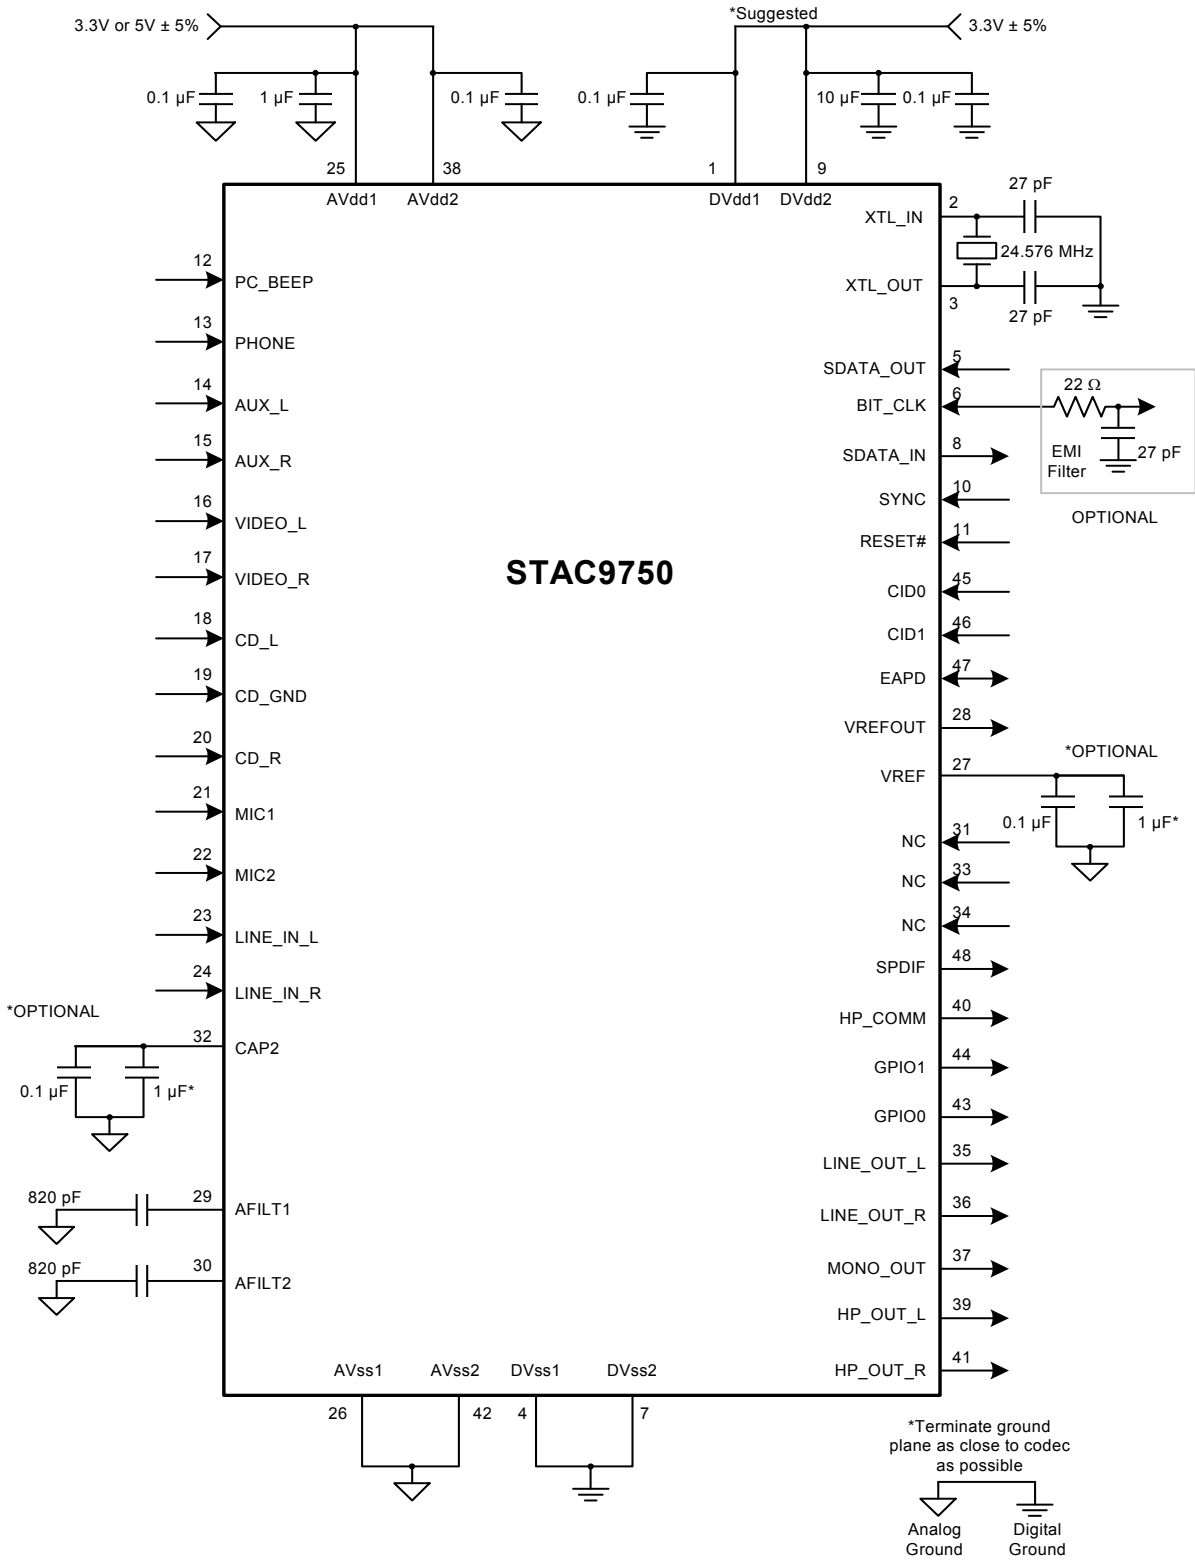 3.3V or 5V ± 5%
*Suggested
3.3V ± 5%
0.1 µF
1 µF
0.1 µF
0.1 µF
10 µF
0.1 µF
25
38
1
9
AVdd1
AVdd2
DVdd1
DVdd2
STAC9750
12
PC_BEEP
13
PHONE
14
AUX_L
15
AUX_R
16
VIDEO_L
17
VIDEO_R
18
CD_L
19
CD_GND
20
CD_R
21
MIC1
22
MIC2
23
LINE_IN_L
24
LINE_IN_R
*OPTIONAL
32
CAP2
0.1 µF
1 µF*
820 pF
29
AFILT1
820 pF
30
AFILT2
XTL_IN
2
27 pF
24.576 MHz
XTL_OUT
3
27 pF
SDATA_OUT
5
BIT_CLK
6
22 Ω
EMI
Filter
27 pF
OPTIONAL
SDATA_IN
8
SYNC
10
RESET#
11
CID0
45
CID1
46
EAPD
47
VREFOUT
28
*OPTIONAL
VREF
27
0.1 µF
1 µF*
NC
31
NC
33
NC
34
SPDIF
48
HP_COMM
40
GPIO1
44
GPIO0
43
LINE_OUT_L
35
LINE_OUT_R
36
MONO_OUT
37
HP_OUT_L
39
HP_OUT_R
41
AVss1
AVss2
DVss1
DVss2
26
42
4
7
*Terminate ground
plane as close to codec
as possible
Analog
Ground
Digital
Ground